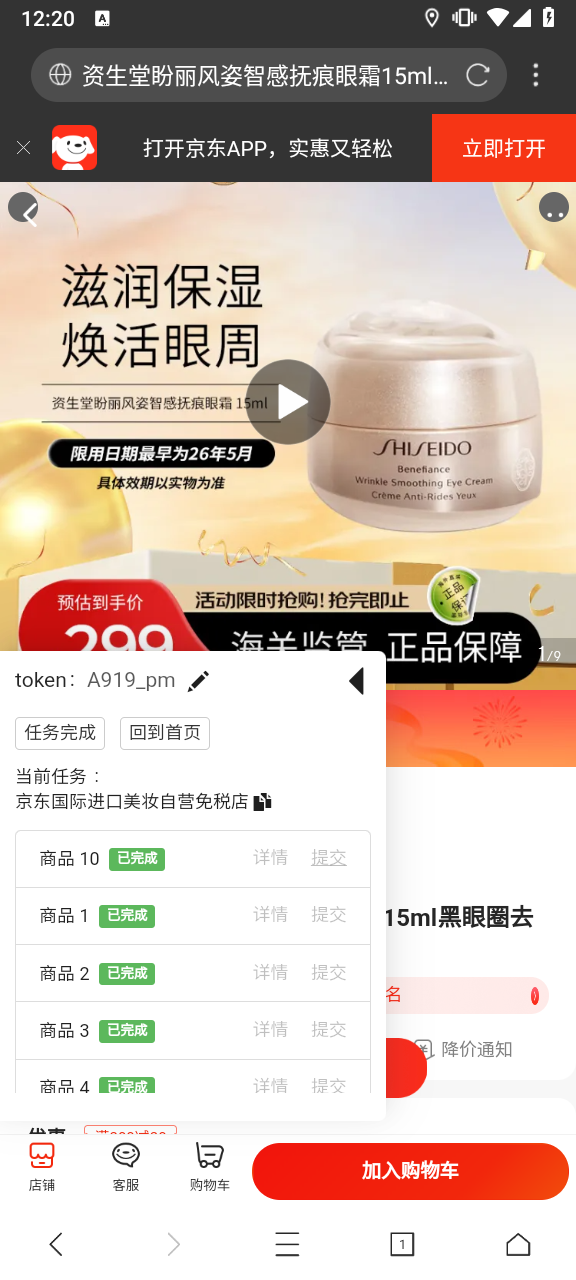 12:20
A
资生堂盼丽风姿智感抚痕眼霜15ml...
打开京东APP，实惠又轻松
立即打开
滋润保湿
焕活眼周
资生堂盼丽风姿智感抚痕眼霜 15ml
限用日期最早为26年5月
具体效期以实物为准
SHISEIDO
Benefiance
Wrinkle Smoothing Eye Cream
Crème Anti-Rides Yeux
预估到手价
活动限时抢购！抢完即止
正品
299
海关监管 正品保障
1/9
token： A919_pm
任务完成
回到首页
当前任务：
京东国际进口美妆自营免税店
商品 10 已完成 详情 提交
商品 1 已完成 详情 提交
15ml黑眼圈去
商品 2 已完成 详情 提交
名
商品 3 已完成 详情 提交
降价通知
商品 4 已完成 详情 提交
优惠
店铺
客服
购物车
加入购物车
1